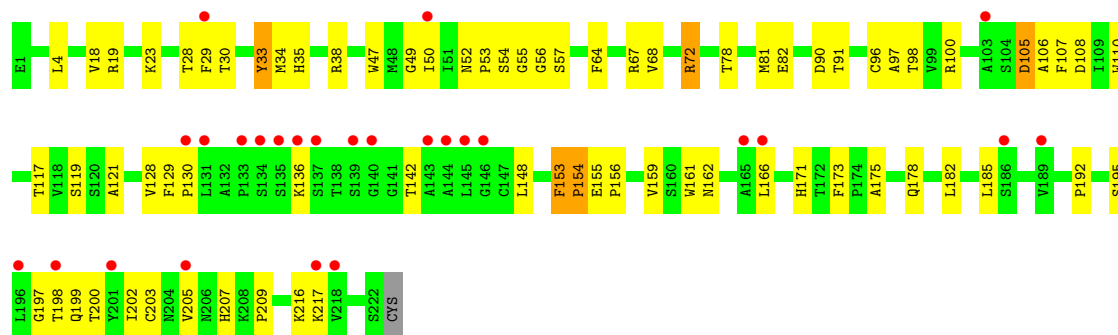 E1 L4 V18 R19 K23 T28 F29 T30 Y33 M34 H35 R38 W47 M48 G49 I50 I51 N52 P53 S54 G55 G56 S57 F64 R67 V68 R72 T78 M81 E82 D90 T91 C96 A97 T98 V99 R100 A103 S104 D105 A106 F107 D108 I109 W110
T117 V118 S119 S120 A121 V128 F129 P130 L131 A132 P133 S134 S135 K136 S137 T138 S139 G140 G141 T142 A143 A144 L145 G146 C147 L148 F153 P154 E155 P156 V159 S160 W161 N162 A165 L166 H171 T172 F173 P174 A175 Q178 L182 L185 S186 V189 P192 S195
L196 G197 T198 Q199 T200 Y201 I202 C203 N204 V205 N206 H207 K208 P209 K216 K217 V218 S222 CYS